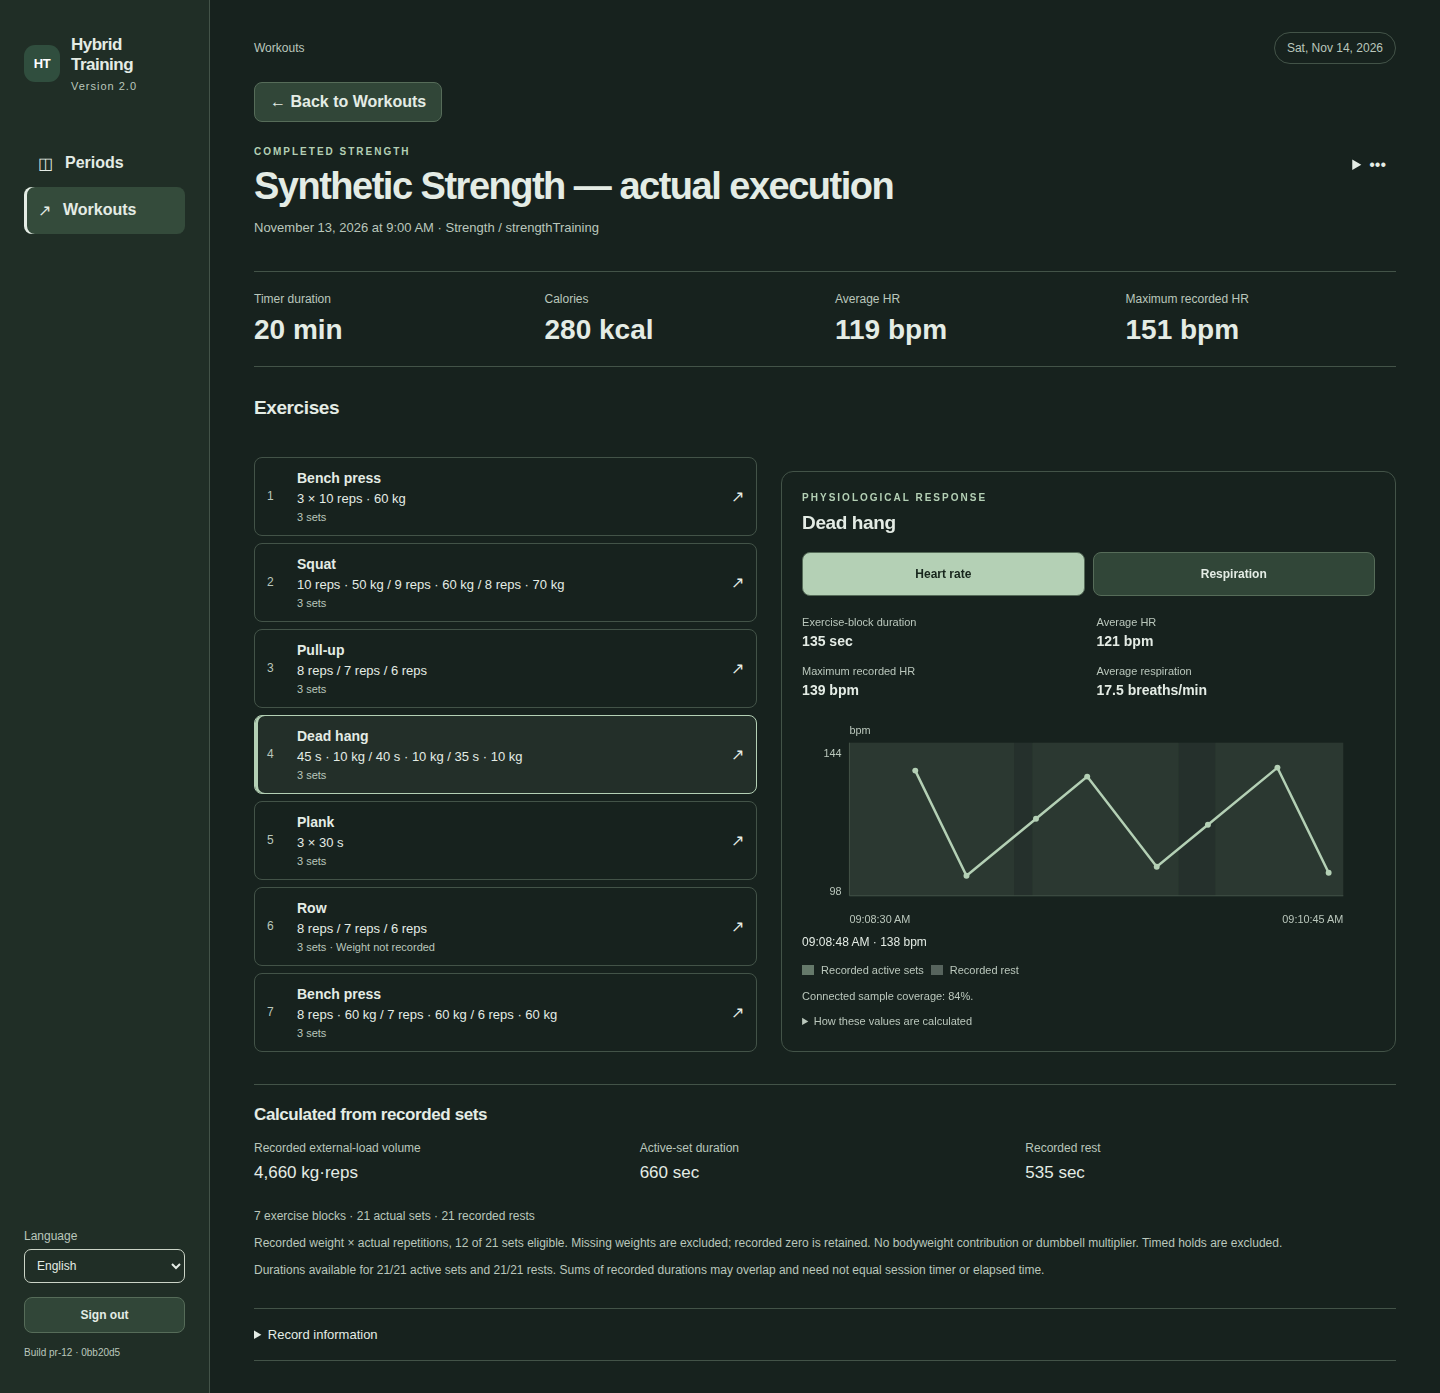 HT
Hybrid
Training
Version 2.0
◫ Periods
↗ Workouts
Language
English
Sign out
Build pr-12 · 0bb20d5
Workouts
Sat, Nov 14, 2026
← Back to Workouts
COMPLETED STRENGTH
Synthetic Strength — actual execution
▶ •••
November 13, 2026 at 9:00 AM · Strength / strengthTraining
Timer duration
20 min
Calories
280 kcal
Average HR
119 bpm
Maximum recorded HR
151 bpm
Exercises
1
Bench press
3 × 10 reps · 60 kg
3 sets
↗
2
Squat
10 reps · 50 kg / 9 reps · 60 kg / 8 reps · 70 kg
3 sets
↗
3
Pull-up
8 reps / 7 reps / 6 reps
3 sets
↗
4
Dead hang
45 s · 10 kg / 40 s · 10 kg / 35 s · 10 kg
3 sets
↗
5
Plank
3 × 30 s
3 sets
↗
6
Row
8 reps / 7 reps / 6 reps
3 sets · Weight not recorded
↗
7
Bench press
8 reps · 60 kg / 7 reps · 60 kg / 6 reps · 60 kg
3 sets
↗
PHYSIOLOGICAL RESPONSE
Dead hang
Heart rate
Respiration
Exercise-block duration
135 sec
Average HR
121 bpm
Maximum recorded HR
139 bpm
Average respiration
17.5 breaths/min
bpm
144
98
09:08:30 AM
09:10:45 AM
09:08:48 AM · 138 bpm
Recorded active sets
Recorded rest
Connected sample coverage: 84%.
▶ How these values are calculated
Calculated from recorded sets
Recorded external-load volume
4,660 kg·reps
Active-set duration
660 sec
Recorded rest
535 sec
7 exercise blocks · 21 actual sets · 21 recorded rests
Recorded weight × actual repetitions, 12 of 21 sets eligible. Missing weights are excluded; recorded zero is retained. No bodyweight contribution or dumbbell multiplier. Timed holds are excluded.
Durations available for 21/21 active sets and 21/21 rests. Sums of recorded durations may overlap and need not equal session timer or elapsed time.
▶ Record information